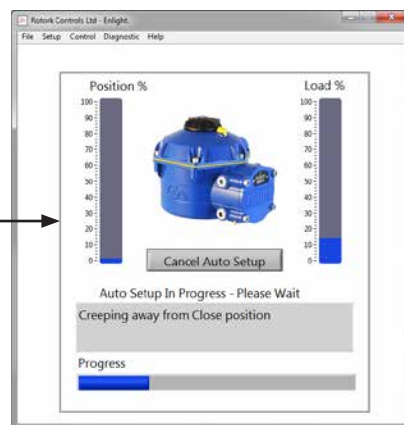 Rotork Controls Ltd - Enlight.
File Setup Control Diagnostic Help
Position % Load %
100 100
90 90
80 80
70 70
60 60
50 50
40 40
30 30
20 20
10 10
0 0
Cancel Auto Setup
Auto Setup In Progress - Please Wait
Creeping away from Close position
Progress